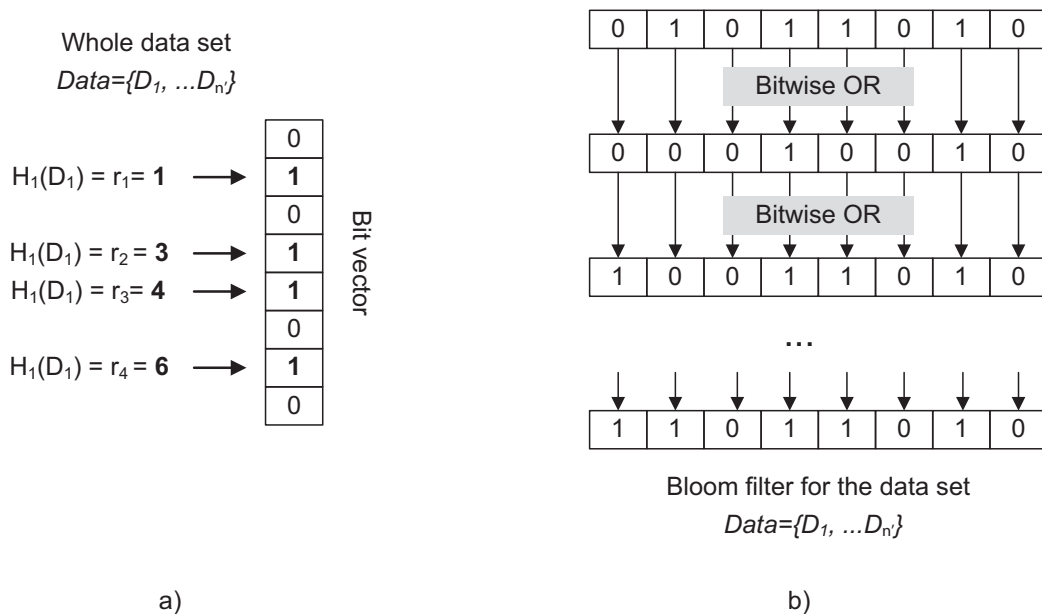 Whole data set
Data={D₁, ...Dₙ′}
0
H₁(D₁) = r₁= 1
1
0
H₁(D₁) = r₂ = 3
1
H₁(D₁) = r₃= 4
1
0
H₁(D₁) = r₄ = 6
1
0
Bit vector
a)
0 1 0 1 1 0 1 0
Bitwise OR
0 0 0 1 0 0 1 0
Bitwise OR
1 0 0 1 1 0 1 0
...
1 1 0 1 1 0 1 0
Bloom filter for the data set
Data={D₁, ...Dₙ′}
b)